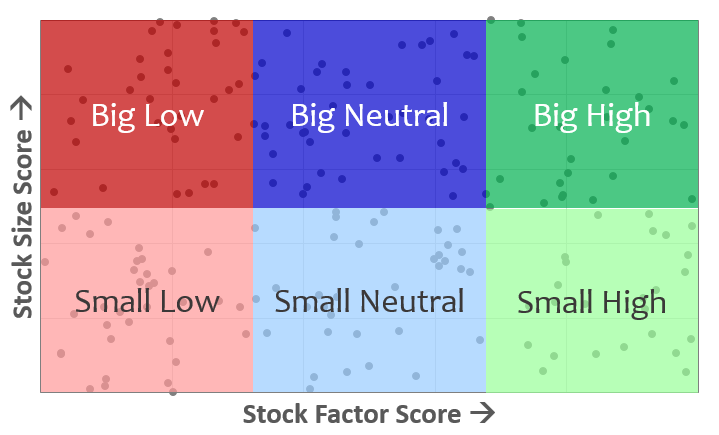 Big Low
Big Neutral
Big High
Stock Size Score →
Small Low
Small Neutral
Small High
Stock Factor Score →